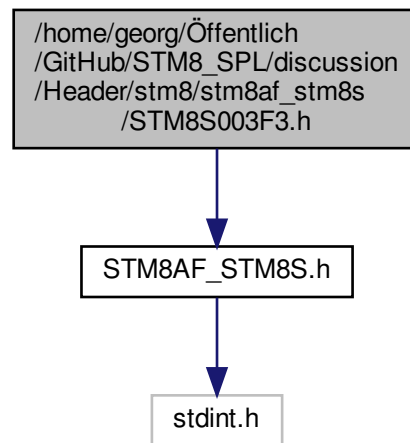 /home/georg/Öffentlich
/GitHub/STM8_SPL/discussion
/Header/stm8/stm8af_stm8s
/STM8S003F3.h
STM8AF_STM8S.h
stdint.h